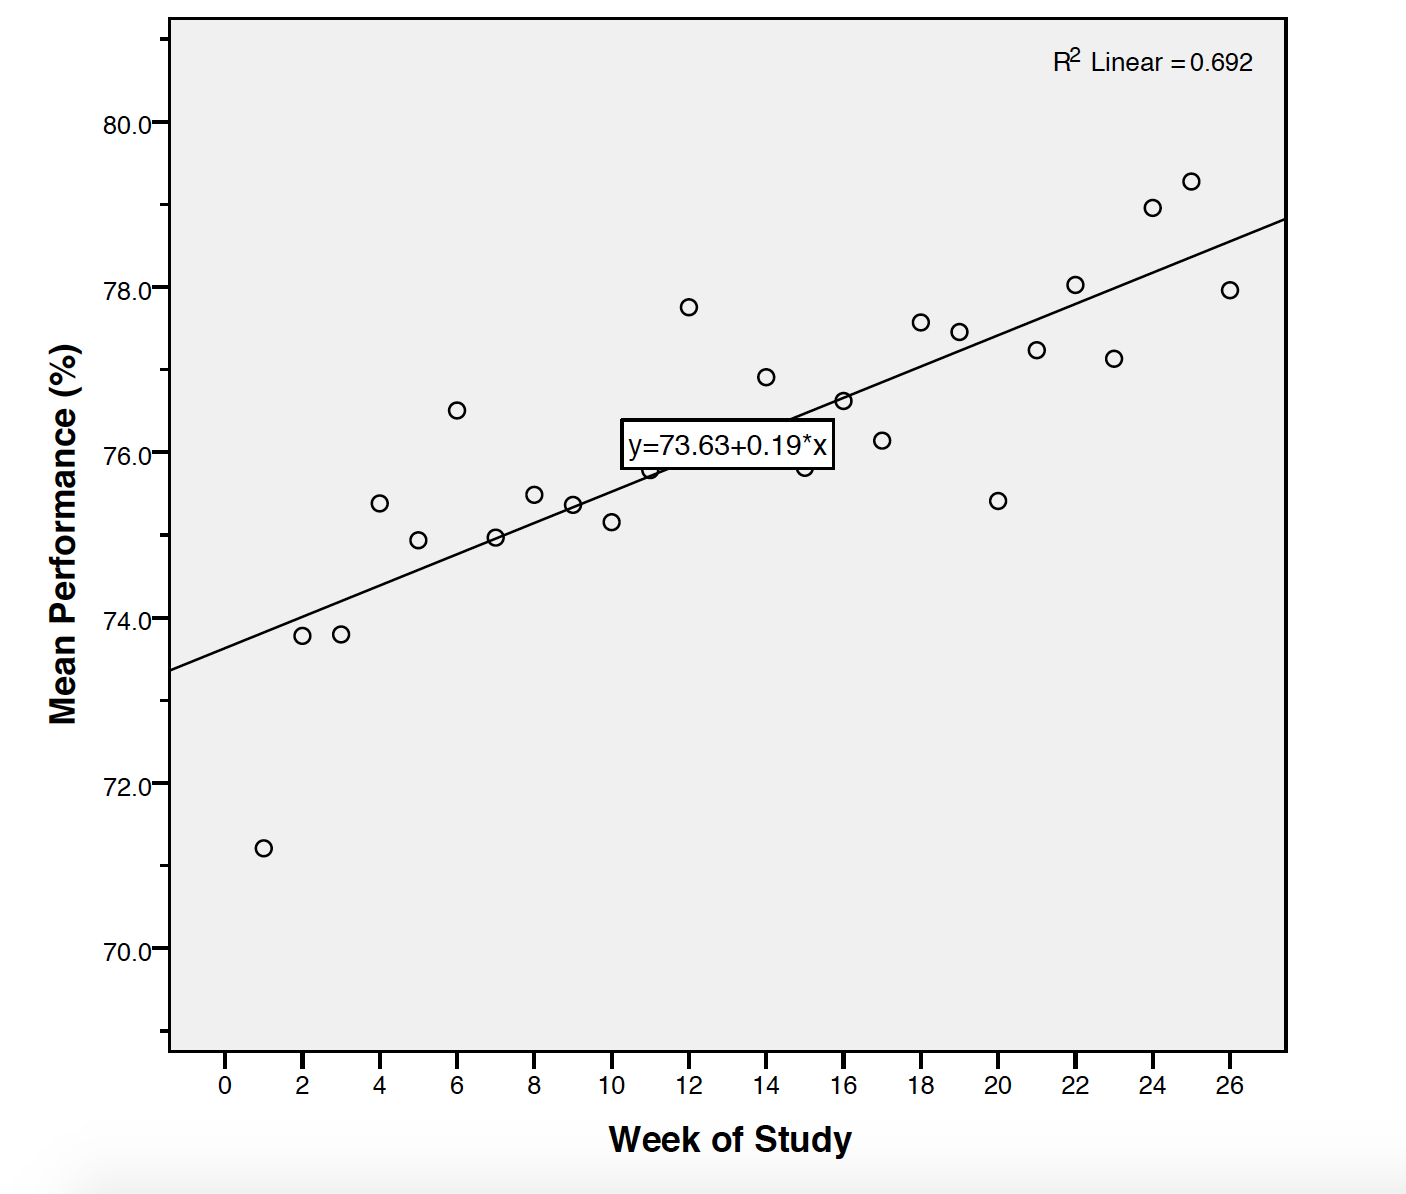 R² Linear = 0.692
80.0
78.0
76.0
74.0
72.0
70.0
Mean Performance (%)
y=73.63+0.19*x
0 2 4 6 8 10 12 14 16 18 20 22 24 26
Week of Study